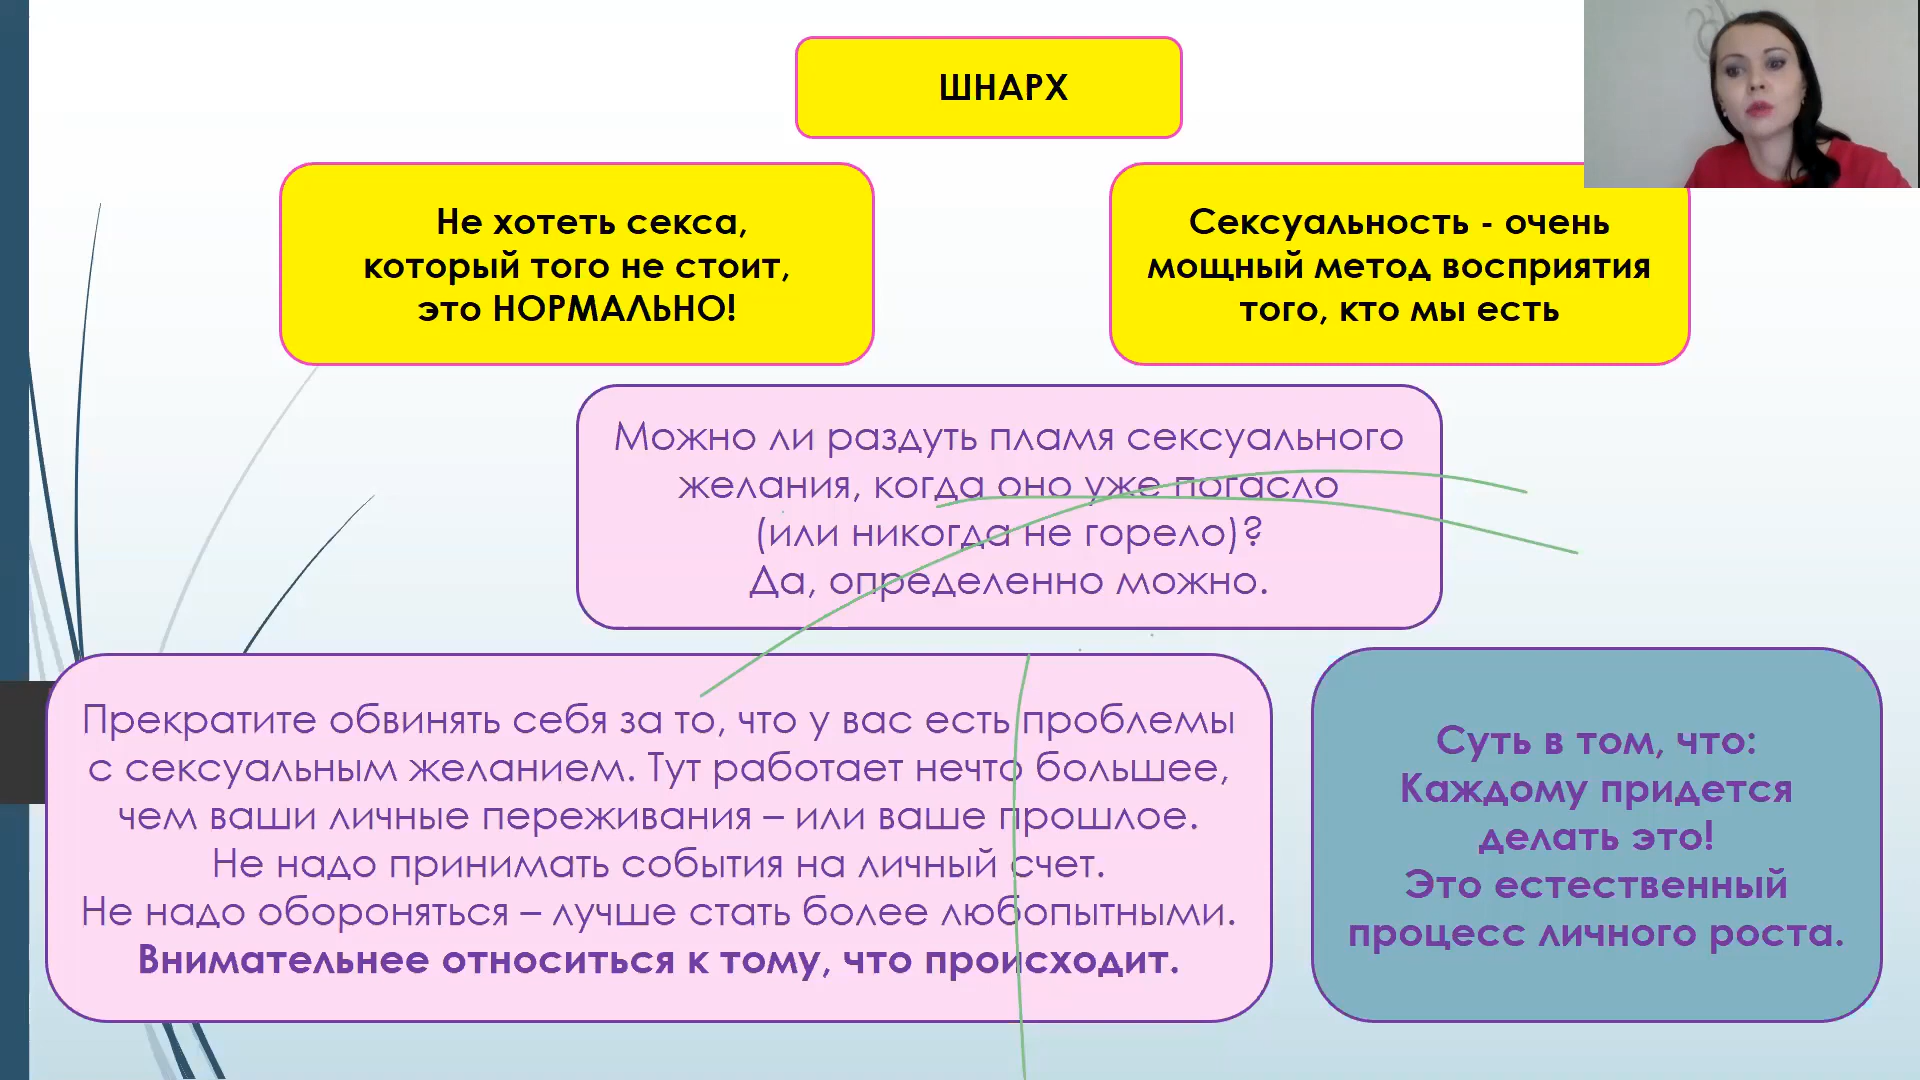 ШНАРХ
Не хотеть секса,
который того не стоит,
это НОРМАЛЬНО!
Сексуальность - очень
мощный метод восприятия
того, кто мы есть
Можно ли раздуть пламя сексуального
желания, когда оно уже погасло
(или никогда не горело)?
Да, определенно можно.
Прекратите обвинять себя за то, что у вас есть проблемы
с сексуальным желанием. Тут работает нечто большее,
чем ваши личные переживания – или ваше прошлое.
Не надо принимать события на личный счет.
Не надо обороняться – лучше стать более любопытными.
Внимательнее относиться к тому, что происходит.
Суть в том, что:
Каждому придется
делать это!
Это естественный
процесс личного роста.